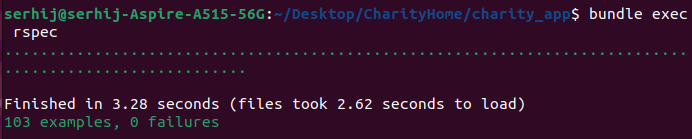 serhij@serhij-Aspire-A515-56G:~/Desktop/CharityHome/charity_app$ bundle exec
rspec
............................................................................
...........................
Finished in 3.28 seconds (files took 2.62 seconds to load)
103 examples, 0 failures